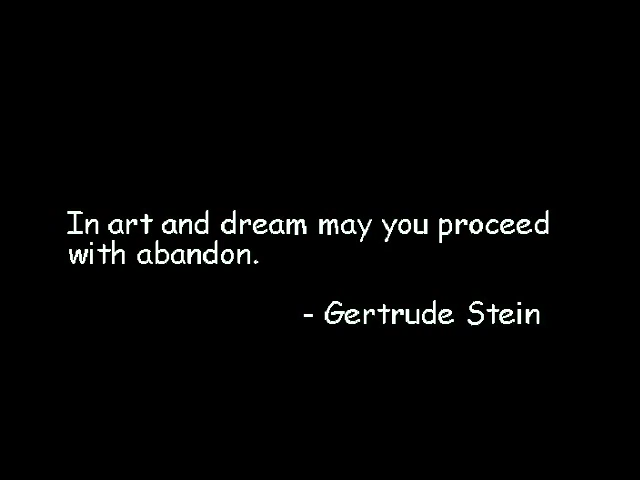 In art and dream may you proceed
with abandon.
- Gertrude Stein